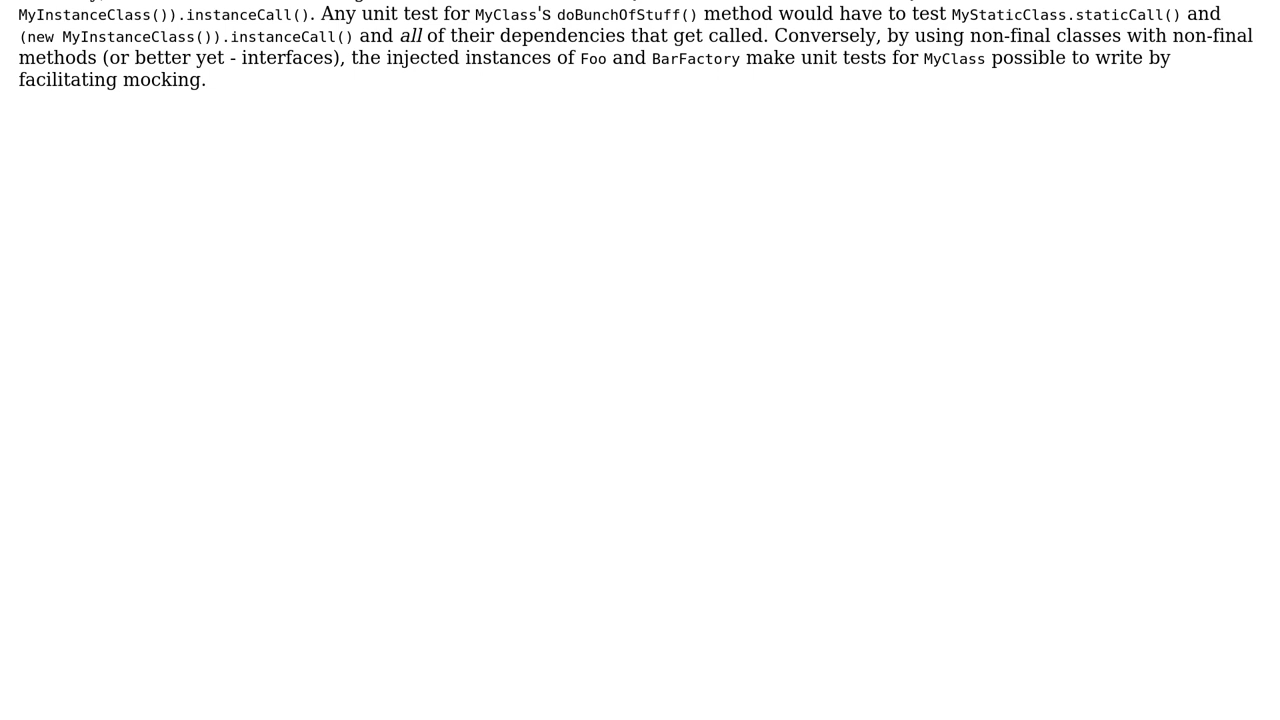 MyInstanceClass()).instanceCall(). Any unit test for MyClass's doBunchOfStuff() method would have to test MyStaticClass.staticCall() and
(new MyInstanceClass()).instanceCall() and all of their dependencies that get called. Conversely, by using non-final classes with non-final
methods (or better yet - interfaces), the injected instances of Foo and BarFactory make unit tests for MyClass possible to write by
facilitating mocking.